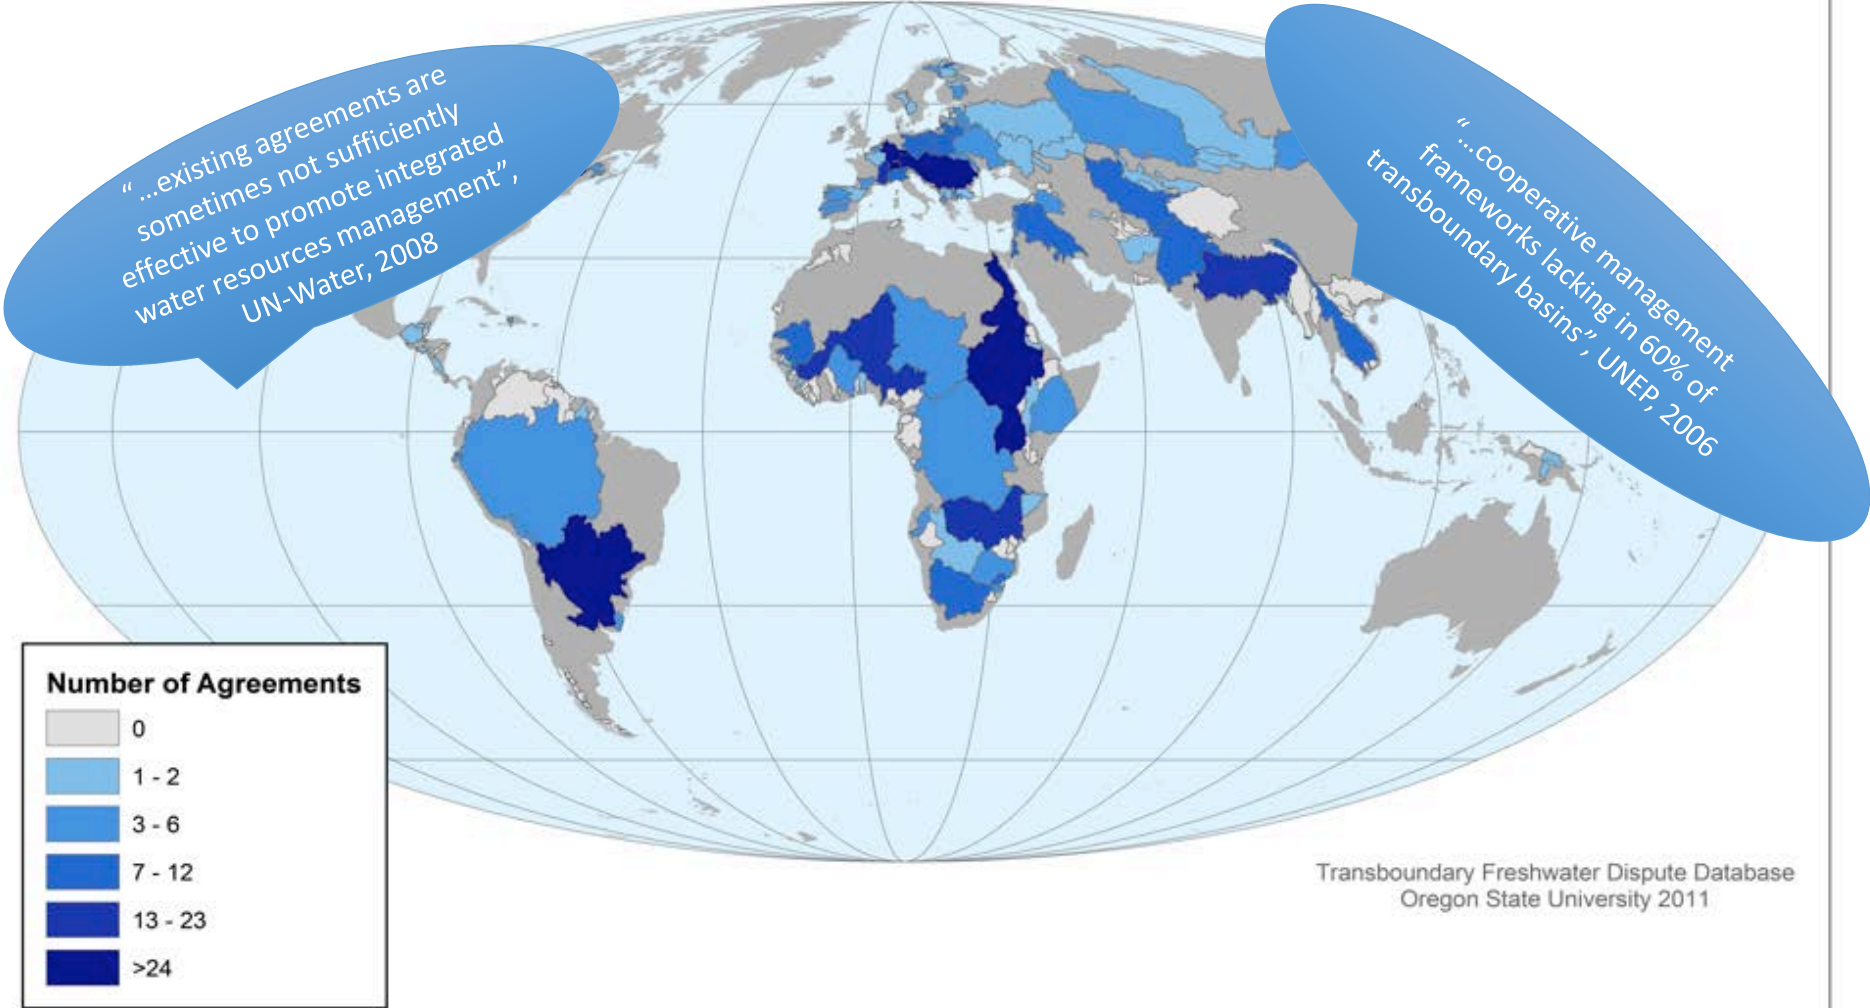 “...existing agreements are
sometimes not sufficiently
effective to promote integrated
water resources management”,
UN-Water, 2008
“...cooperative management
frameworks lacking in 60% of
transboundary basins”, UNEP, 2006
Number of Agreements
0
1 - 2
3 - 6
7 - 12
13 - 23
>24
Transboundary Freshwater Dispute Database
Oregon State University 2011